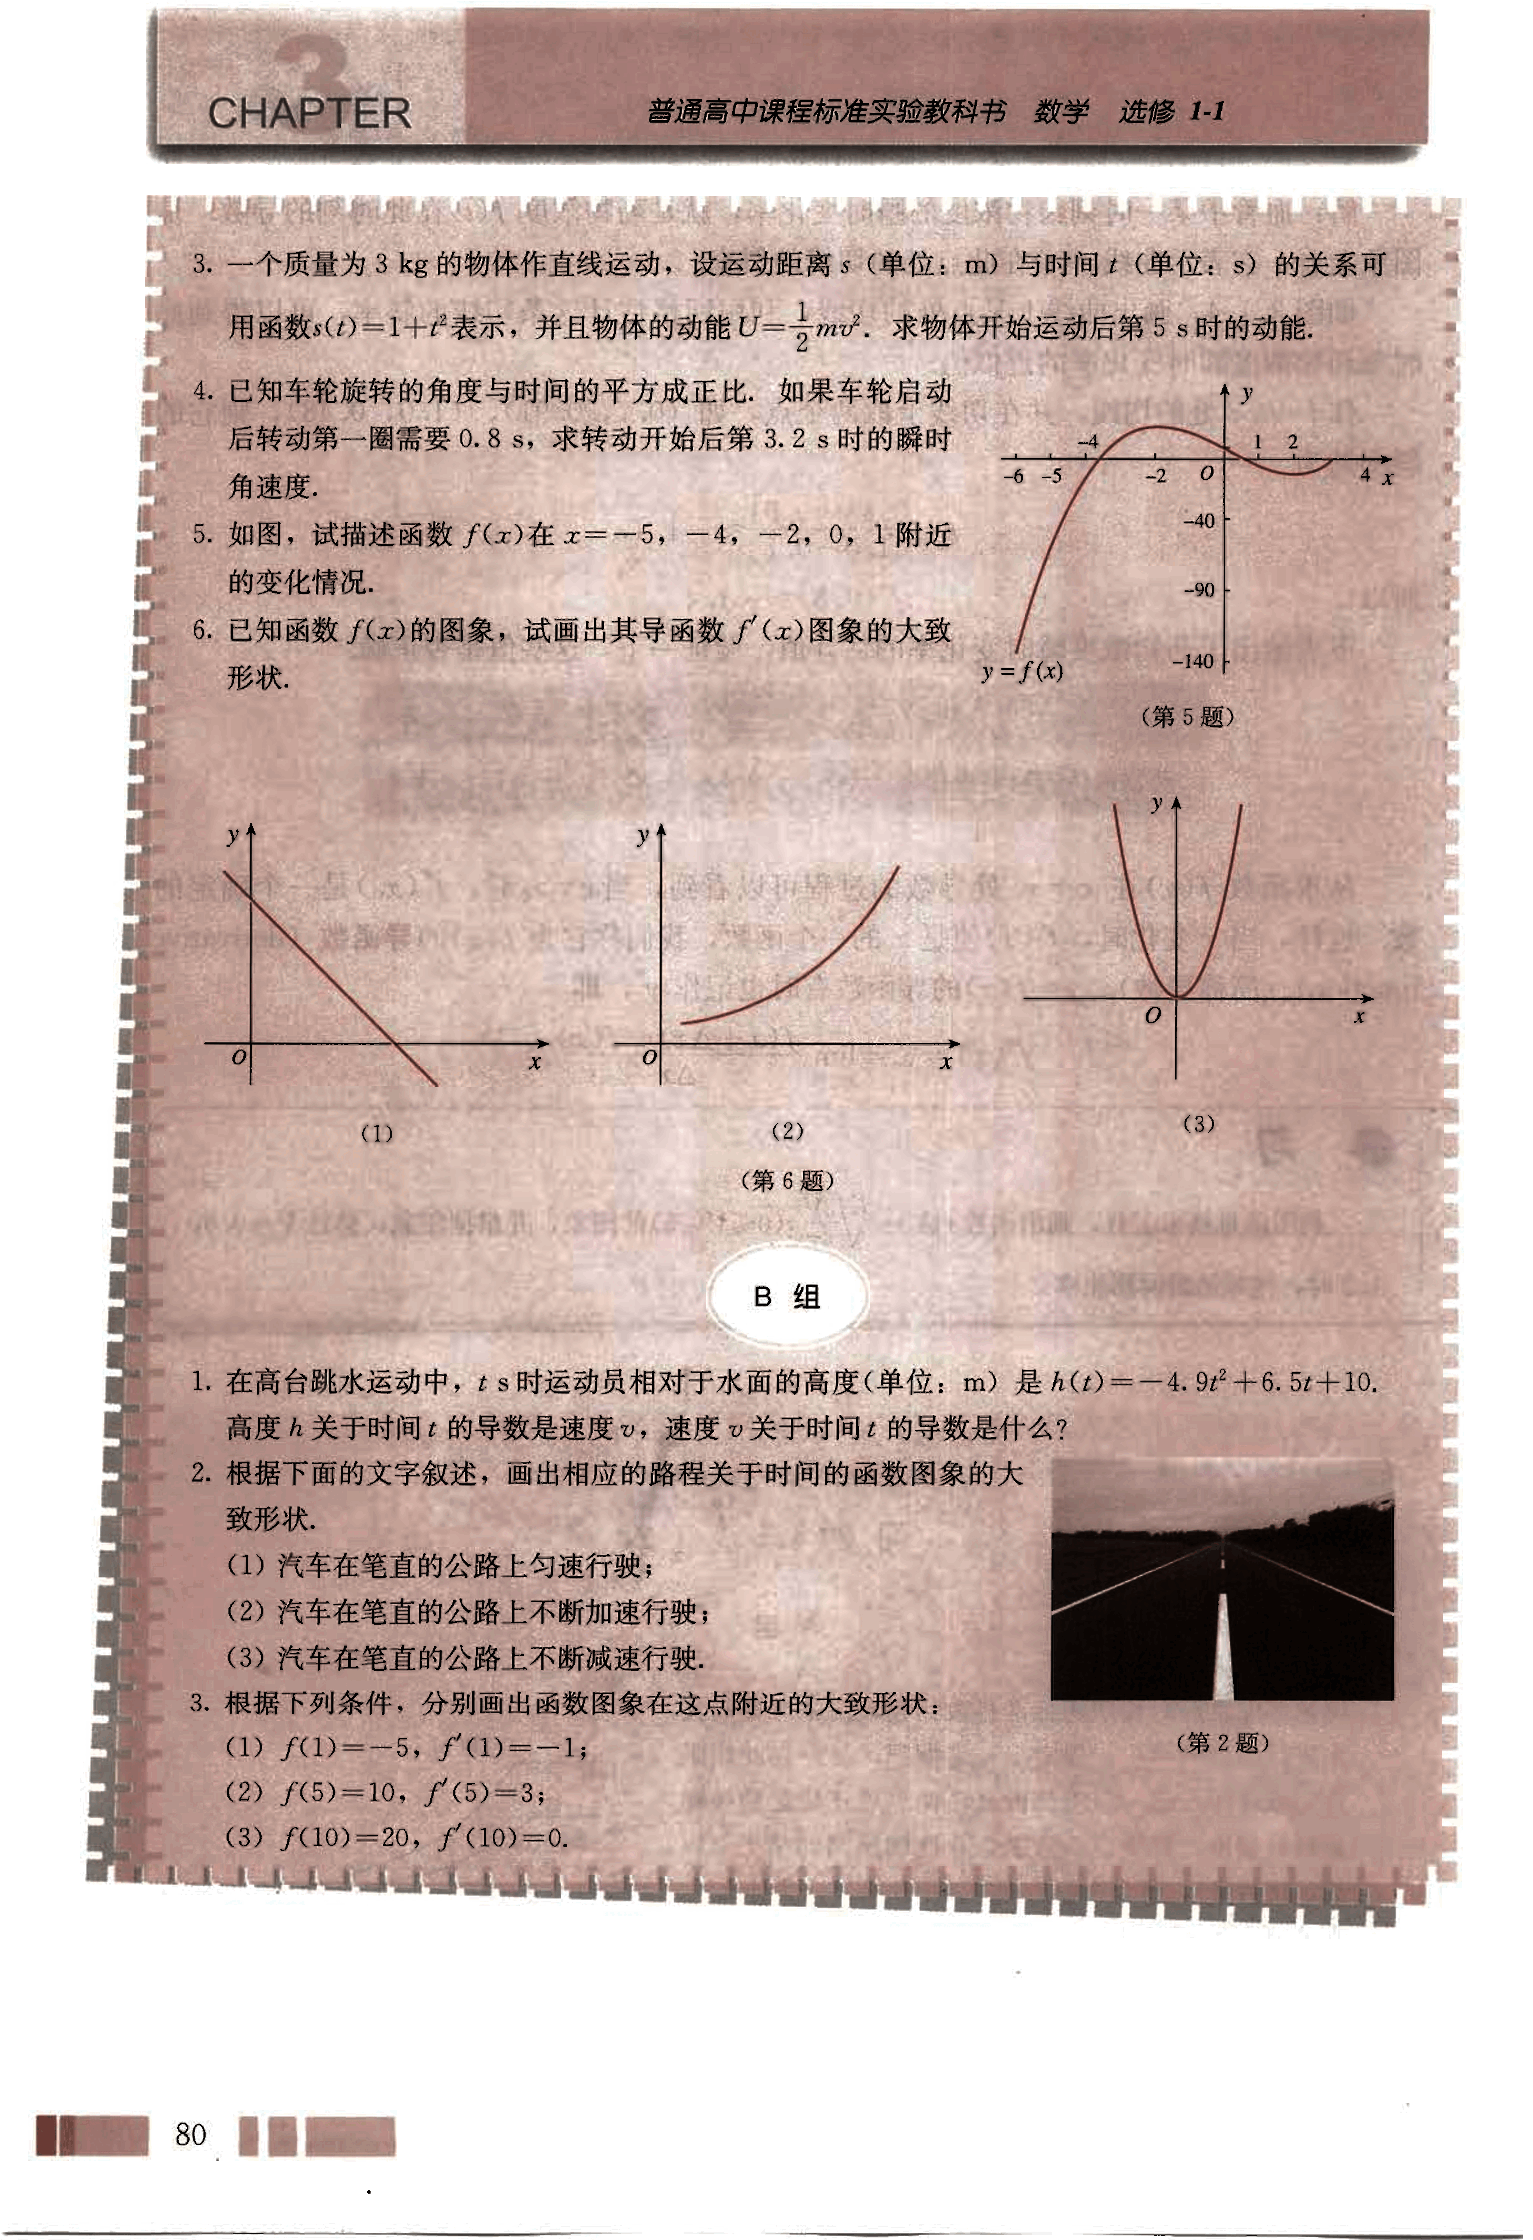 3
CHAPTER
普通高中课程标准实验教科书 数学 选修 1-1
3. 一个质量为 3 kg 的物体作直线运动，设运动距离 s（单位：m）与时间 t（单位：s）的关系可
用函数s(t)=1+t²表示，并且物体的动能 U=1/2mv². 求物体开始运动后第 5 s 时的动能.
4. 已知车轮旋转的角度与时间的平方成正比. 如果车轮启动
后转动第一圈需要 0.8 s，求转动开始后第 3.2 s 时的瞬时
角速度.
5. 如图，试描述函数 f(x)在 x=-5，-4，-2，0，1 附近
的变化情况.
6. 已知函数 f(x)的图象，试画出其导函数 f′(x)图象的大致
形状.
y
-4 1 2
-6 -5 -2 O 4 x
-40
-90
-140
y=f(x)
（第 5 题）
y y y
O x O x O x
(1) (2) (3)
（第 6 题）
B 组
1. 在高台跳水运动中，t s 时运动员相对于水面的高度(单位：m）是 h(t)=-4.9t²+6.5t+10.
高度 h 关于时间 t 的导数是速度 v，速度 v 关于时间 t 的导数是什么？
2. 根据下面的文字叙述，画出相应的路程关于时间的函数图象的大
致形状.
(1) 汽车在笔直的公路上匀速行驶；
(2) 汽车在笔直的公路上不断加速行驶；
(3) 汽车在笔直的公路上不断减速行驶.
3. 根据下列条件，分别画出函数图象在这点附近的大致形状：
(1) f(1)=-5，f′(1)=-1；
(2) f(5)=10，f′(5)=3；
(3) f(10)=20，f′(10)=0.
（第 2 题）
80